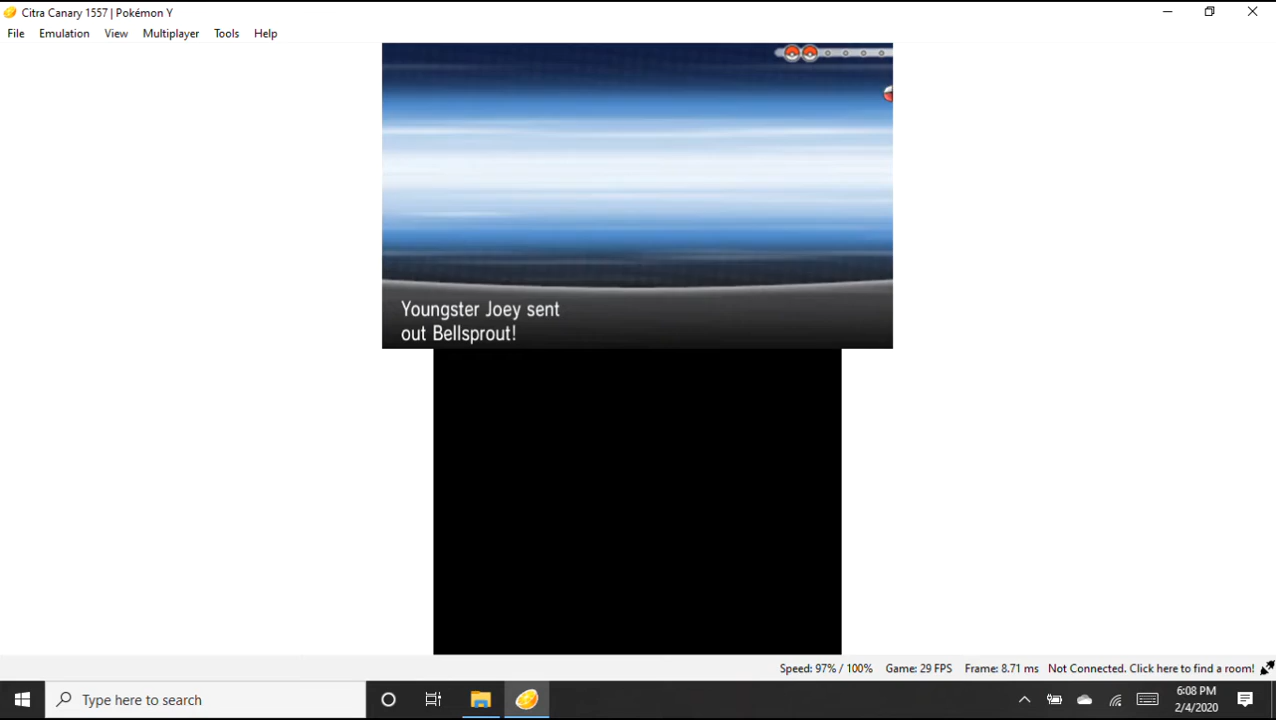 Citra Canary 1557 | Pokémon Y
File Emulation View Multiplayer Tools Help
Youngster Joey sent
out Bellsprout!
Speed: 97% / 100% Game: 29 FPS Frame: 8.71 ms Not Connected. Click here to find a room!
Type here to search
6:08 PM
2/4/2020